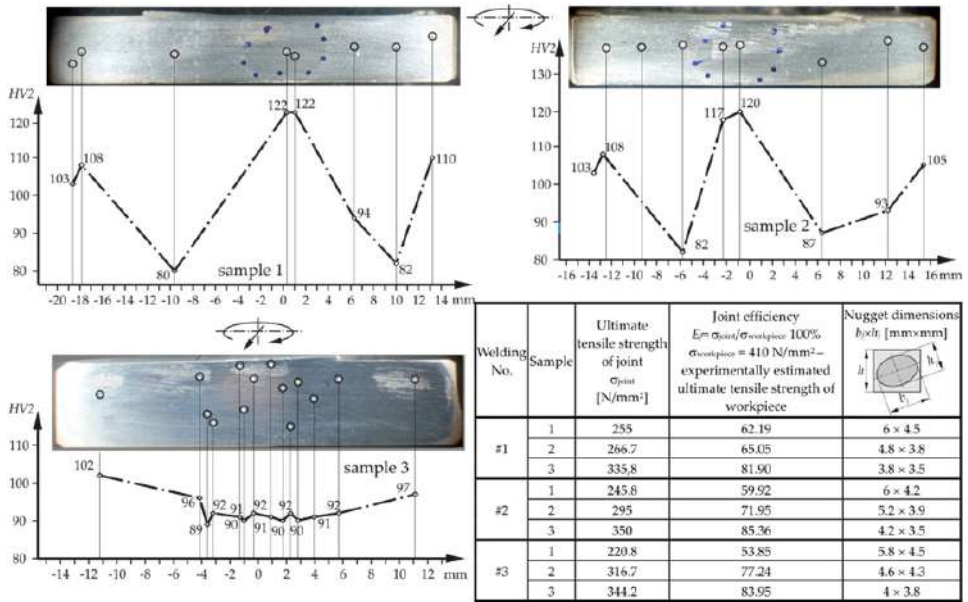 HV2
120
110
100
90
80
103
108
80
122
122
94
82
110
sample 1
-20 -18 -16 -14 -12 -10 -8 -6 -4 -2 0 2 4 6 8 10 12 14 mm
HV2
130
120
110
100
90
80
103
108
82
117
120
87
93
105
sample 2
-16 -14 -12 -10 -8 -6 -4 -2 0 2 4 6 8 10 12 14 16 mm
HV2
110
100
90
80
102
96
89
92
91
90
92
91
90
92
90
91
92
97
sample 3
-14 -12 -10 -8 -6 -4 -2 0 2 4 6 8 10 12 mm
Welding No. Sample Ultimate tensile strength of joint σjoint [N/mm²] Joint efficiency Ej=σjoint/σworkpiece 100% σworkpiece = 410 N/mm² – experimentally estimated ultimate tensile strength of workpiece Nugget dimensions bj×htj [mm×mm]
#1
1 255 62.19 6 × 4.5
2 266.7 65.05 4.8 × 3.8
3 335,8 81.90 3.8 × 3.5
#2
1 245.8 59.92 6 × 4.2
2 295 71.95 5.2 × 3.9
3 350 85.36 4.2 × 3.5
#3
1 220.8 53.85 5.8 × 4.5
2 316.7 77.24 4.6 × 4.3
3 344.2 83.95 4 × 3.8